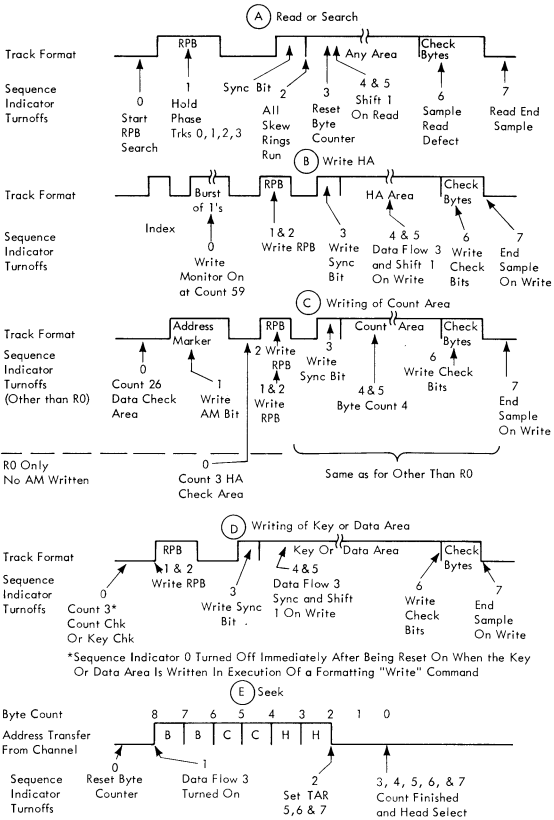 A Read or Search
Track Format
RPB
Any Area
Check
Bytes
Sync Bit
Sequence
Indicator
Turnoffs
0
Start
RPB
Search
1
Hold
Phase
Trks 0,1,2,3
2
All
Skew
Rings
Run
3
Reset
Byte
Counter
4 & 5
Shift 1
On Read
6
Sample
Read
Defect
7
Read End
Sample
B Write HA
Track Format
Index
Burst
of 1's
RPB
HA Area
Check
Bytes
Sequence
Indicator
Turnoffs
0
Write
Monitor On
at Count 59
1 & 2
Write RPB
3
Write
Sync
Bit
4 & 5
Data Flow 3
and Shift 1
On Write
6
Write
Check
Bits
7
End
Sample
On Write
C Writing of Count Area
Track Format
Address
Marker
RPB
Count Area
Check
Bytes
Sequence
Indicator
Turnoffs
(Other than R0)
0
Count 26
Data Check
Area
1
Write
AM Bit
2 Write
RPB
1 & 2
Write
RPB
3
Write
Sync Bit
4 & 5
Byte Count 4
6
Write Check
Bits
7
End
Sample
On Write
R0 Only
No AM Written
0
Count 3 HA
Check Area
Same as for Other Than R0
D Writing of Key or Data Area
Track Format
RPB
Key Or Data Area
Check
Bytes
Sequence
Indicator
Turnoffs
0
Count 3*
Count Chk
Or Key Chk
1 & 2
Write RPB
3
Write Sync
Bit
4 & 5
Data Flow 3
Sync and Shift
1 On Write
6
Write
Check
Bits
7
End
Sample
On Write
*Sequence Indicator 0 Turned Off Immediately After Being Reset On When the Key
Or Data Area Is Written In Execution Of a Formatting "Write" Command
E Seek
Byte Count 8 7 6 5 4 3 2 1 0
Address Transfer
From Channel
B B C C H H
Sequence
Indicator
Turnoffs
0
Reset Byte
Counter
1
Data Flow 3
Turned On
2
Set TAR
5,6 & 7
3, 4, 5, 6, & 7
Count Finished
and Head Select